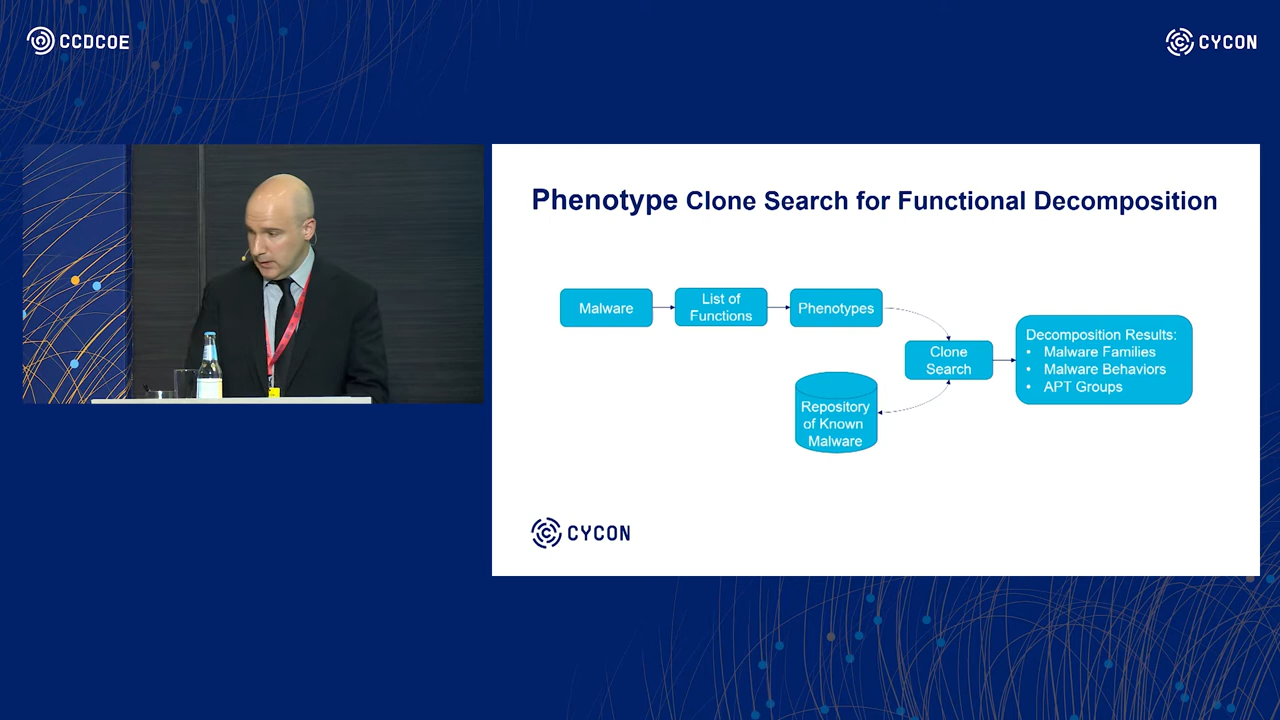 CCDCOE
CYCON
Phenotype Clone Search for Functional Decomposition
Malware
List of
Functions
Phenotypes
Clone
Search
Repository
of Known
Malware
Decomposition Results:
• Malware Families
• Malware Behaviors
• APT Groups
CYCON